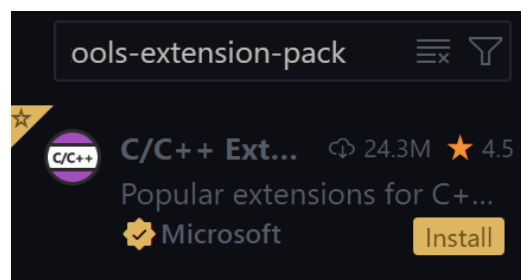 ools-extension-pack
C/C++
C/C++ Ext... 24.3M 4.5
Popular extensions for C+...
Microsoft
Install